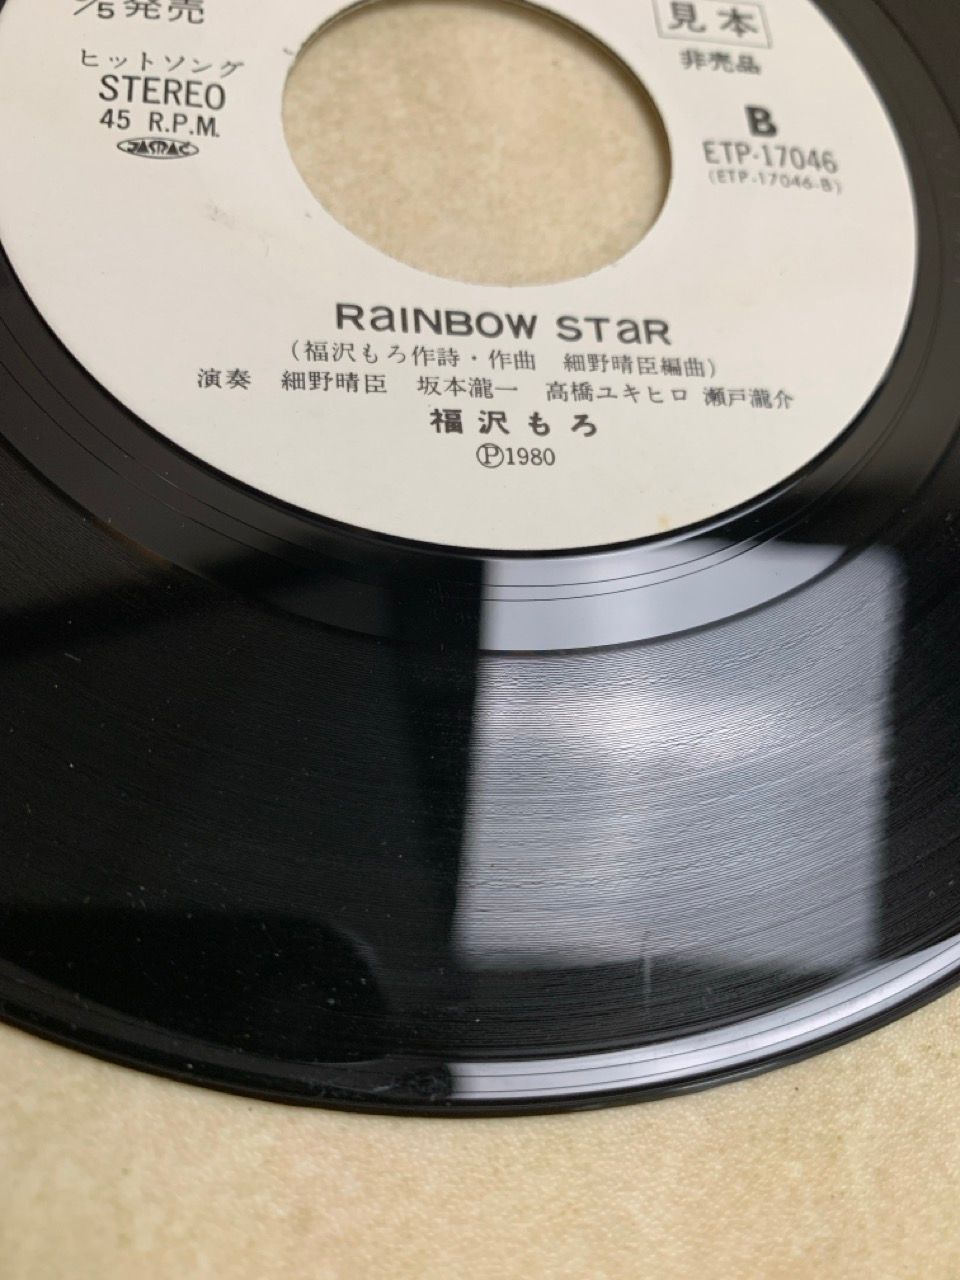 /5発売
ヒットソング
STEREO
45 R.P.M.
JASRAC
見本
非売品
B
ETP-17046
(ETP-17046-B)
RaINBOW STaR
(福沢もろ作詩・作曲 細野晴臣編曲)
演奏 細野晴臣 坂本瀧一 高橋ユキヒロ 瀬戸瀧介
福沢もろ
Ⓟ1980